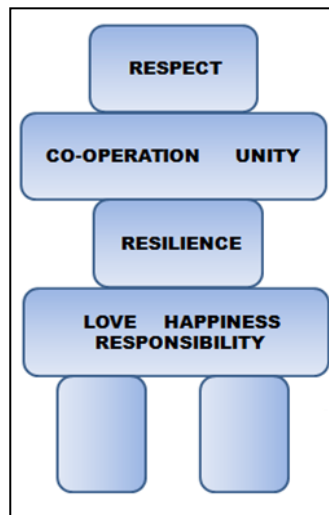 RESPECT
CO-OPERATION UNITY
RESILIENCE
LOVE HAPPINESS
RESPONSIBILITY